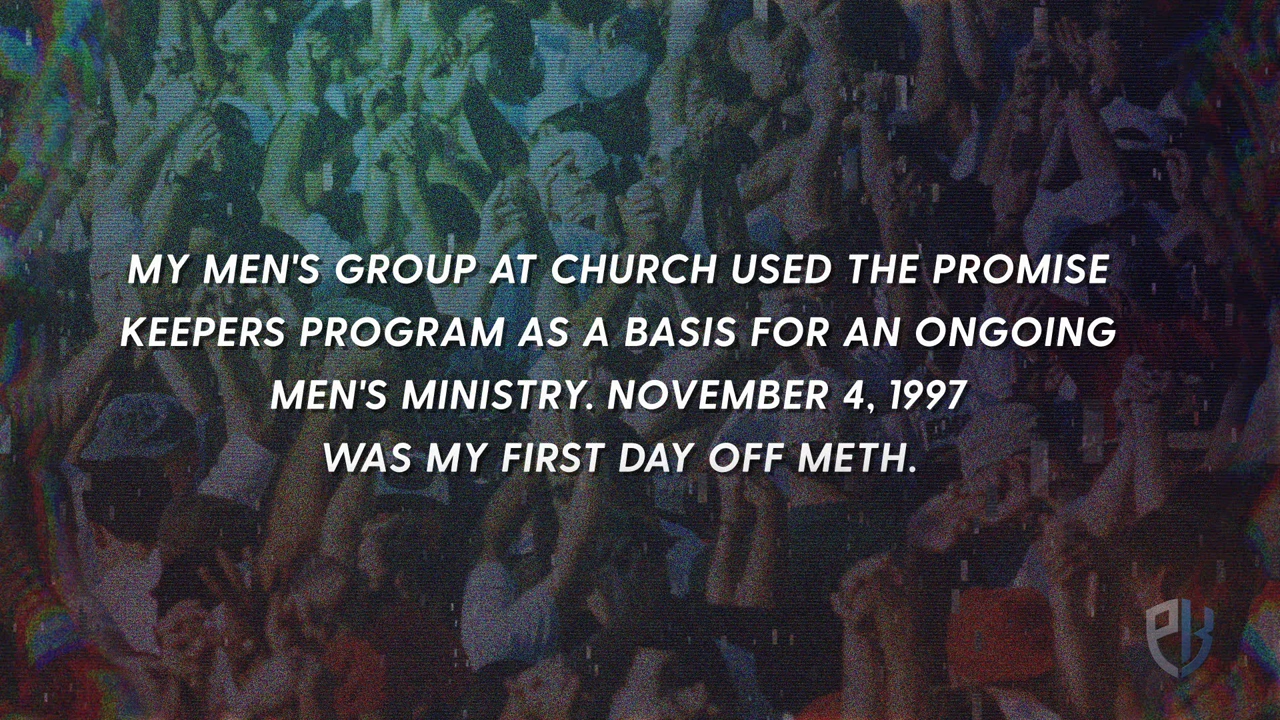 MY MEN'S GROUP AT CHURCH USED THE PROMISE
KEEPERS PROGRAM AS A BASIS FOR AN ONGOING
MEN'S MINISTRY. NOVEMBER 4, 1997
WAS MY FIRST DAY OFF METH.
PK